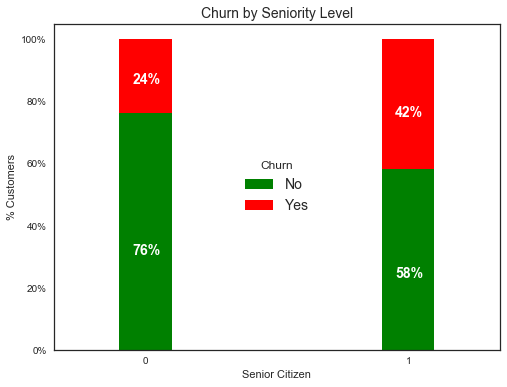 Churn by Seniority Level
% Customers
100%
80%
60%
40%
20%
0%
24%
76%
42%
58%
Churn
No
Yes
0
1
Senior Citizen